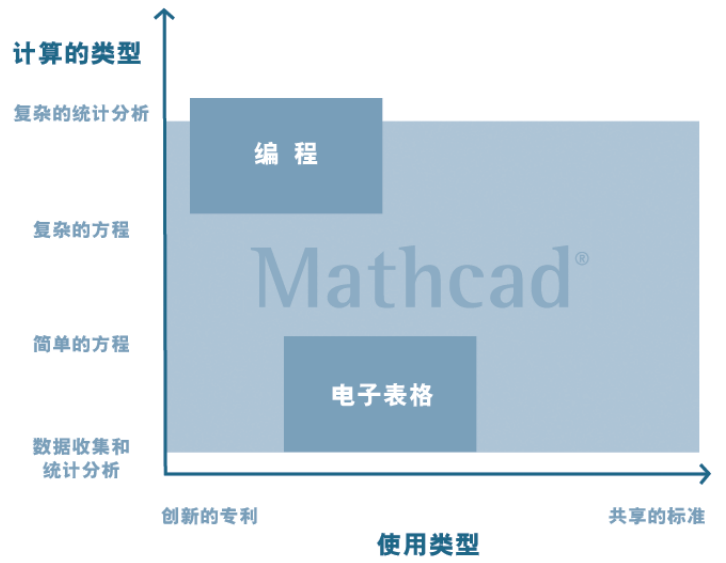 计算的类型
复杂的统计分析
编 程
复杂的方程
Mathcad®
简单的方程
电子表格
数据收集和
统计分析
创新的专利
共享的标准
使用类型